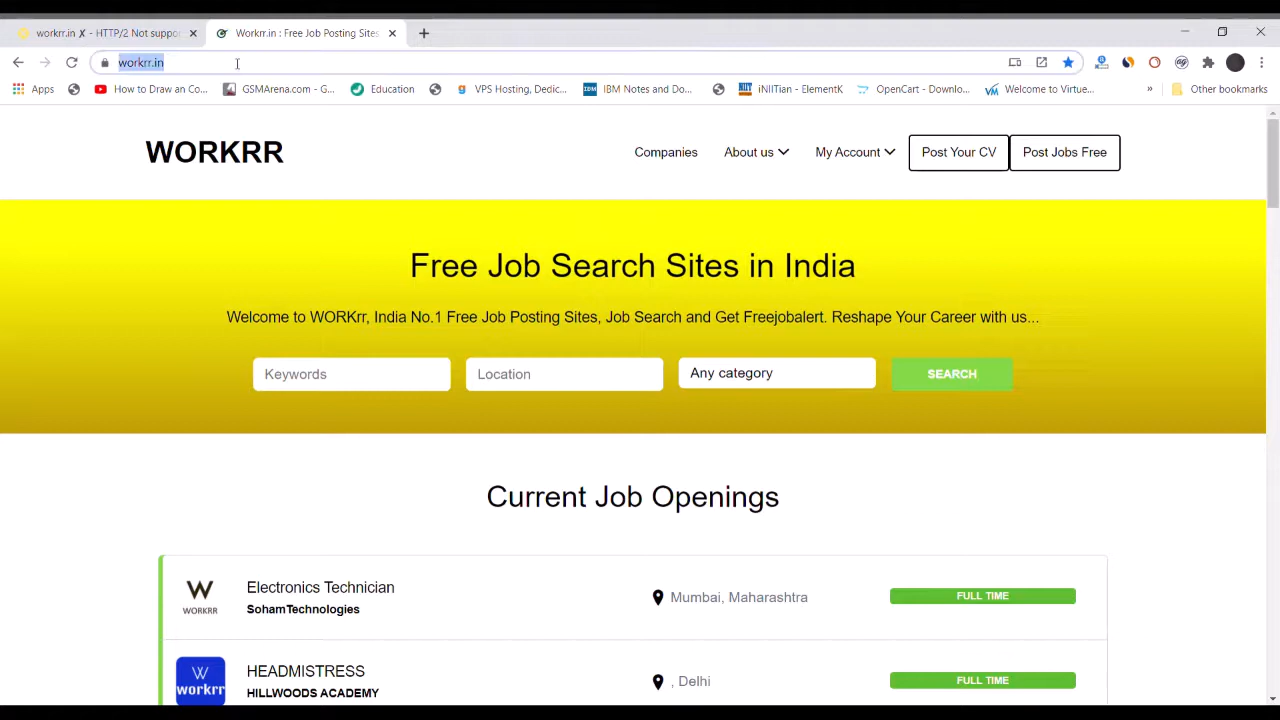 workrr.in ✗ - HTTP/2 Not suppo
Workrr.in : Free Job Posting Sites
workrr.in
Apps
How to Draw an Co...
GSMArena.com - G...
Education
VPS Hosting, Dedic...
IBM Notes and Do...
iNIITian - ElementK
OpenCart - Downlo...
Welcome to Virtue...
»
Other bookmarks
WORKRR
Companies
About us
My Account
Post Your CV
Post Jobs Free
Free Job Search Sites in India
Welcome to WORKrr, India No.1 Free Job Posting Sites, Job Search and Get Freejobalert. Reshape Your Career with us...
Keywords
Location
Any category
SEARCH
Current Job Openings
W
WORKRR
Electronics Technician
SohamTechnologies
Mumbai, Maharashtra
FULL TIME
W
workrr
HEADMISTRESS
HILLWOODS ACADEMY
, Delhi
FULL TIME